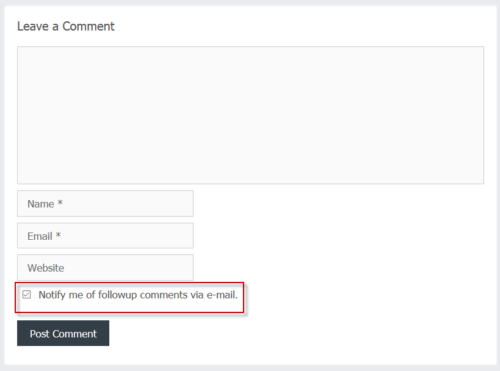 Leave a Comment
Name *
Email *
Website
Notify me of followup comments via e-mail.
Post Comment